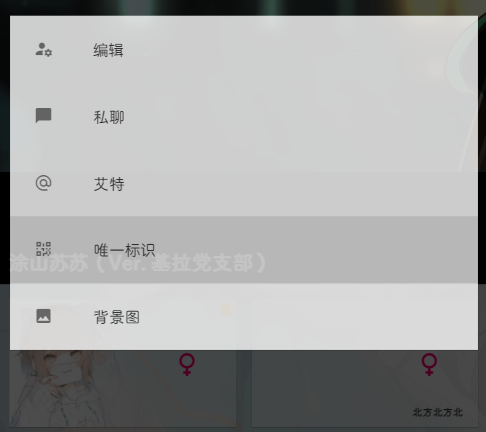 编辑
私聊
艾特
唯一标识
涂山苏苏（Ver. 基拉党支部）
背景图
北方北方北